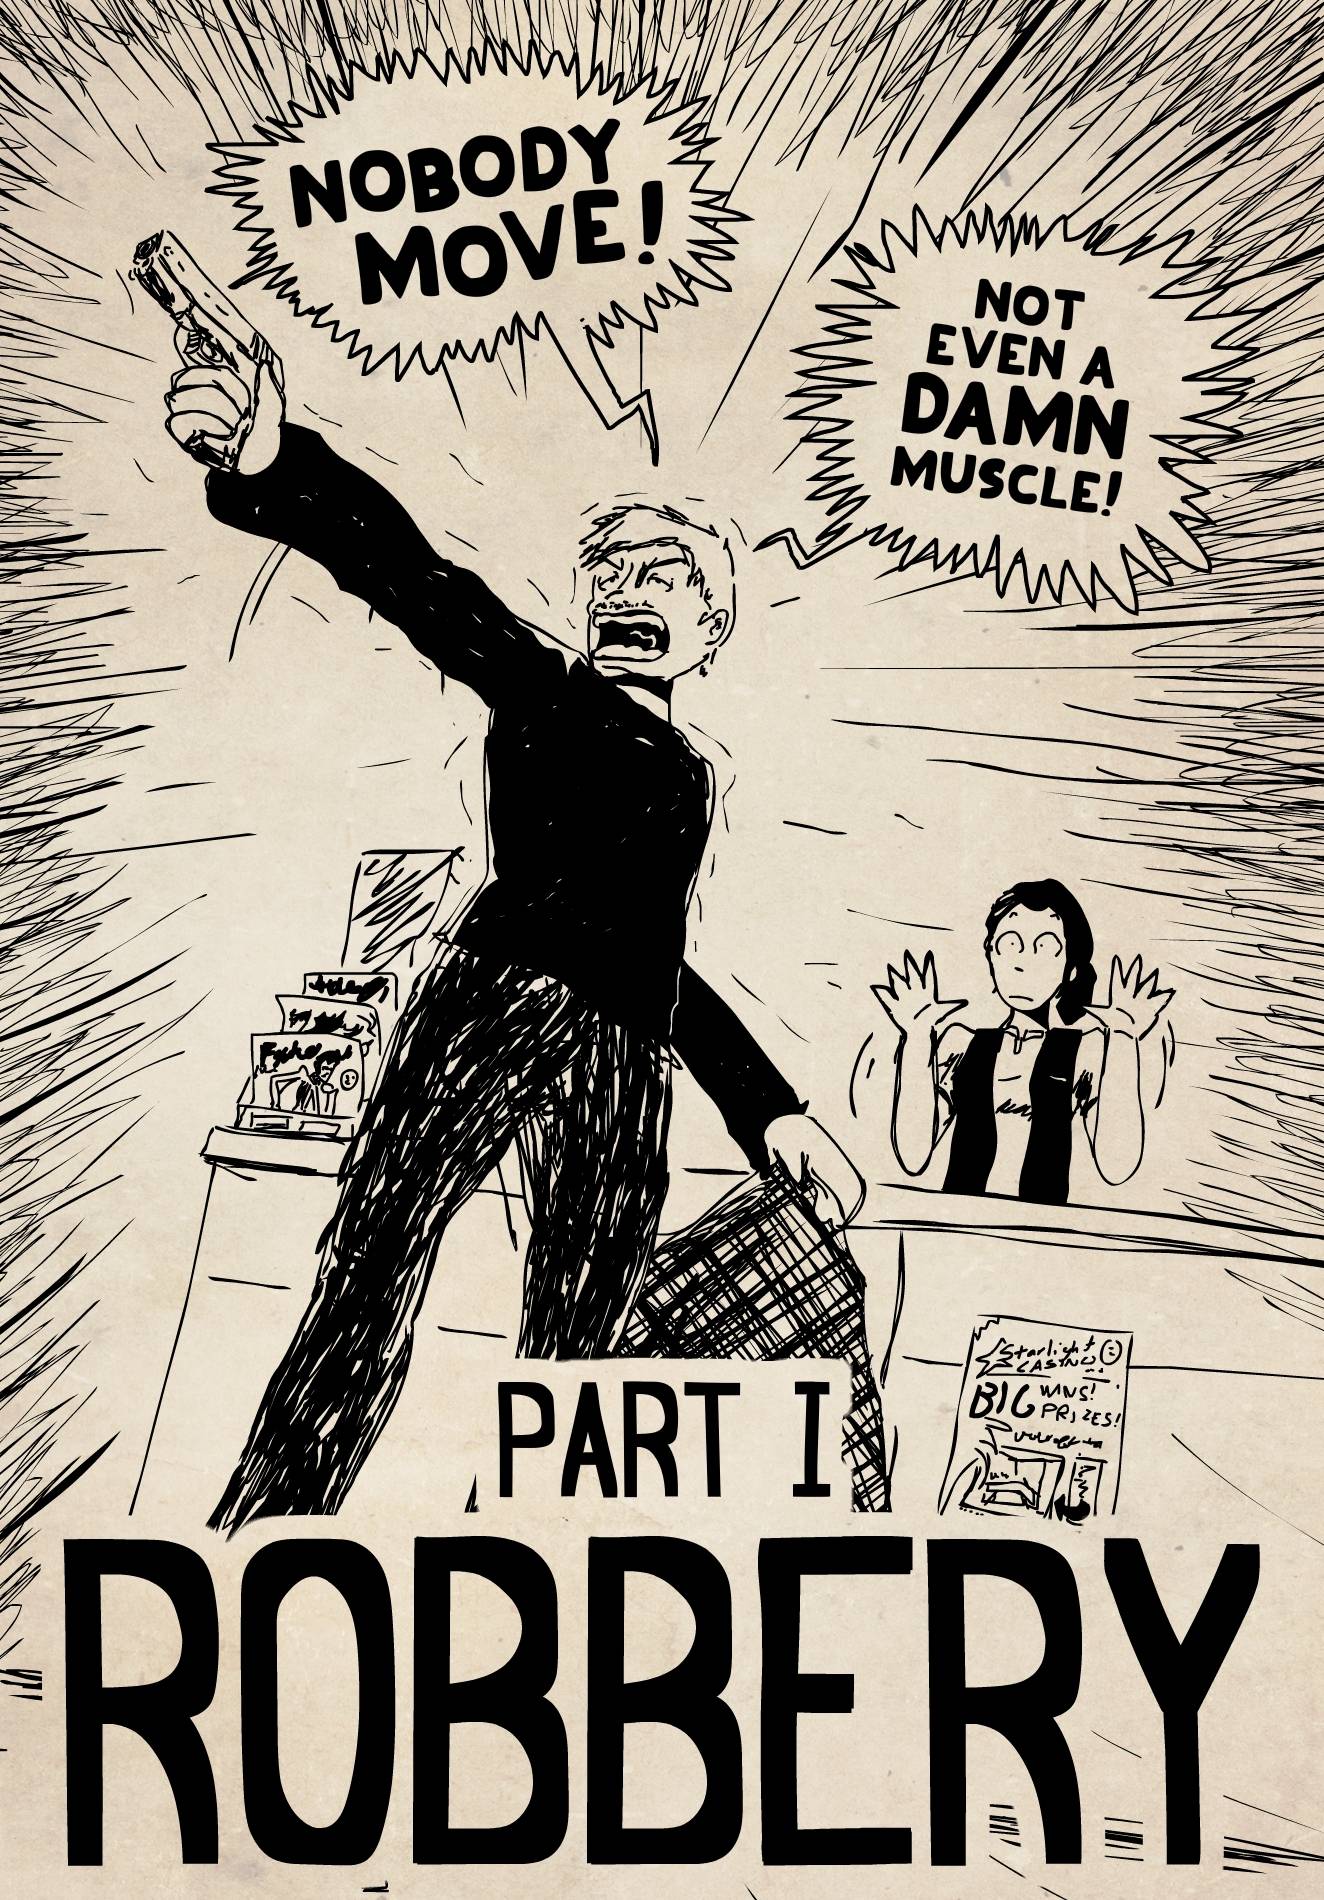 NOBODY
MOVE!
NOT
EVEN A
DAMN
MUSCLE!
Starlight
CASINO
BIG WINS!
PRIZES!
PART I
ROBBERY